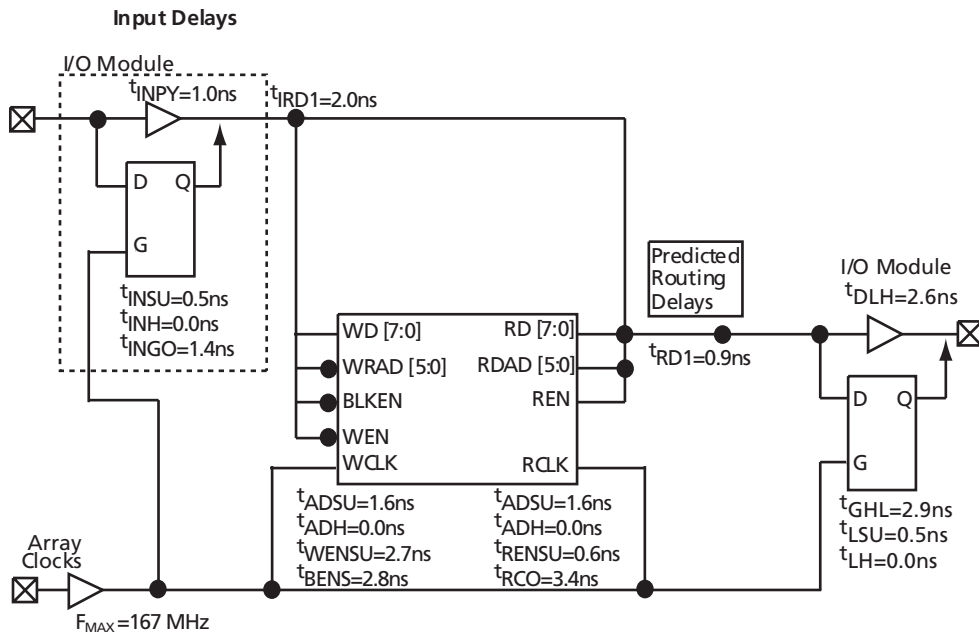 Input Delays
I/O Module
tINPY=1.0ns
tIRD1=2.0ns
D
Q
G
tINSU=0.5ns
tINH=0.0ns
tINGO=1.4ns
Predicted
Routing
Delays
I/O Module
tDLH=2.6ns
WD [7:0]
RD [7:0]
WRAD [5:0]
RDAD [5:0]
BLKEN
REN
WEN
WCLK
RCLK
tRD1=0.9ns
D
Q
G
tADSU=1.6ns
tADH=0.0ns
tWENSU=2.7ns
tBENS=2.8ns
tADSU=1.6ns
tADH=0.0ns
tRENSU=0.6ns
tRCO=3.4ns
tGHL=2.9ns
tLSU=0.5ns
tLH=0.0ns
Array
Clocks
FMAX=167 MHz